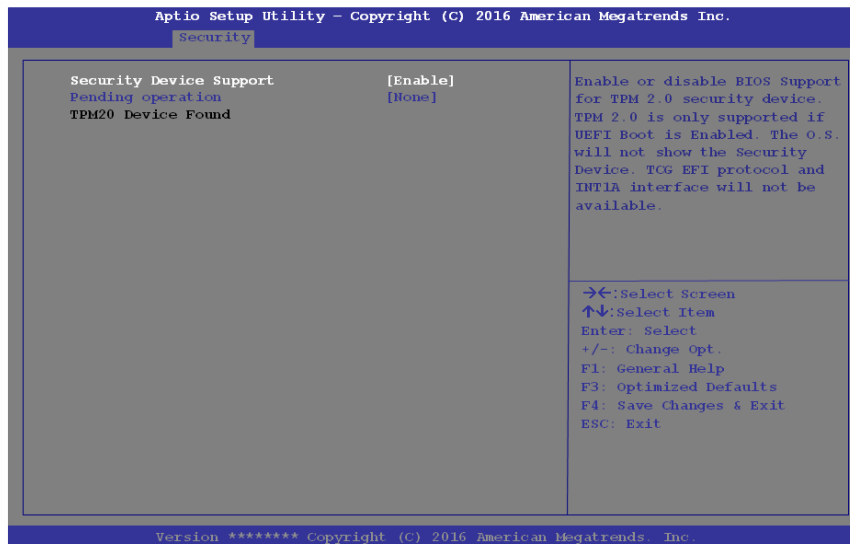 Aptio Setup Utility – Copyright (C) 2016 American Megatrends Inc.
Security
Security Device Support [Enable]
Pending operation [None]
TPM20 Device Found
Enable or disable BIOS Support
for TPM 2.0 security device.
TPM 2.0 is only supported if
UEFI Boot is Enabled. The O.S.
will not show the Security
Device. TCG EFI protocol and
INT1A interface will not be
available.
→←:Select Screen
↑↓:Select Item
Enter: Select
+/-: Change Opt.
F1: General Help
F3: Optimized Defaults
F4: Save Changes & Exit
ESC: Exit
Version ******** Copyright (C) 2016 American Megatrends. Inc.